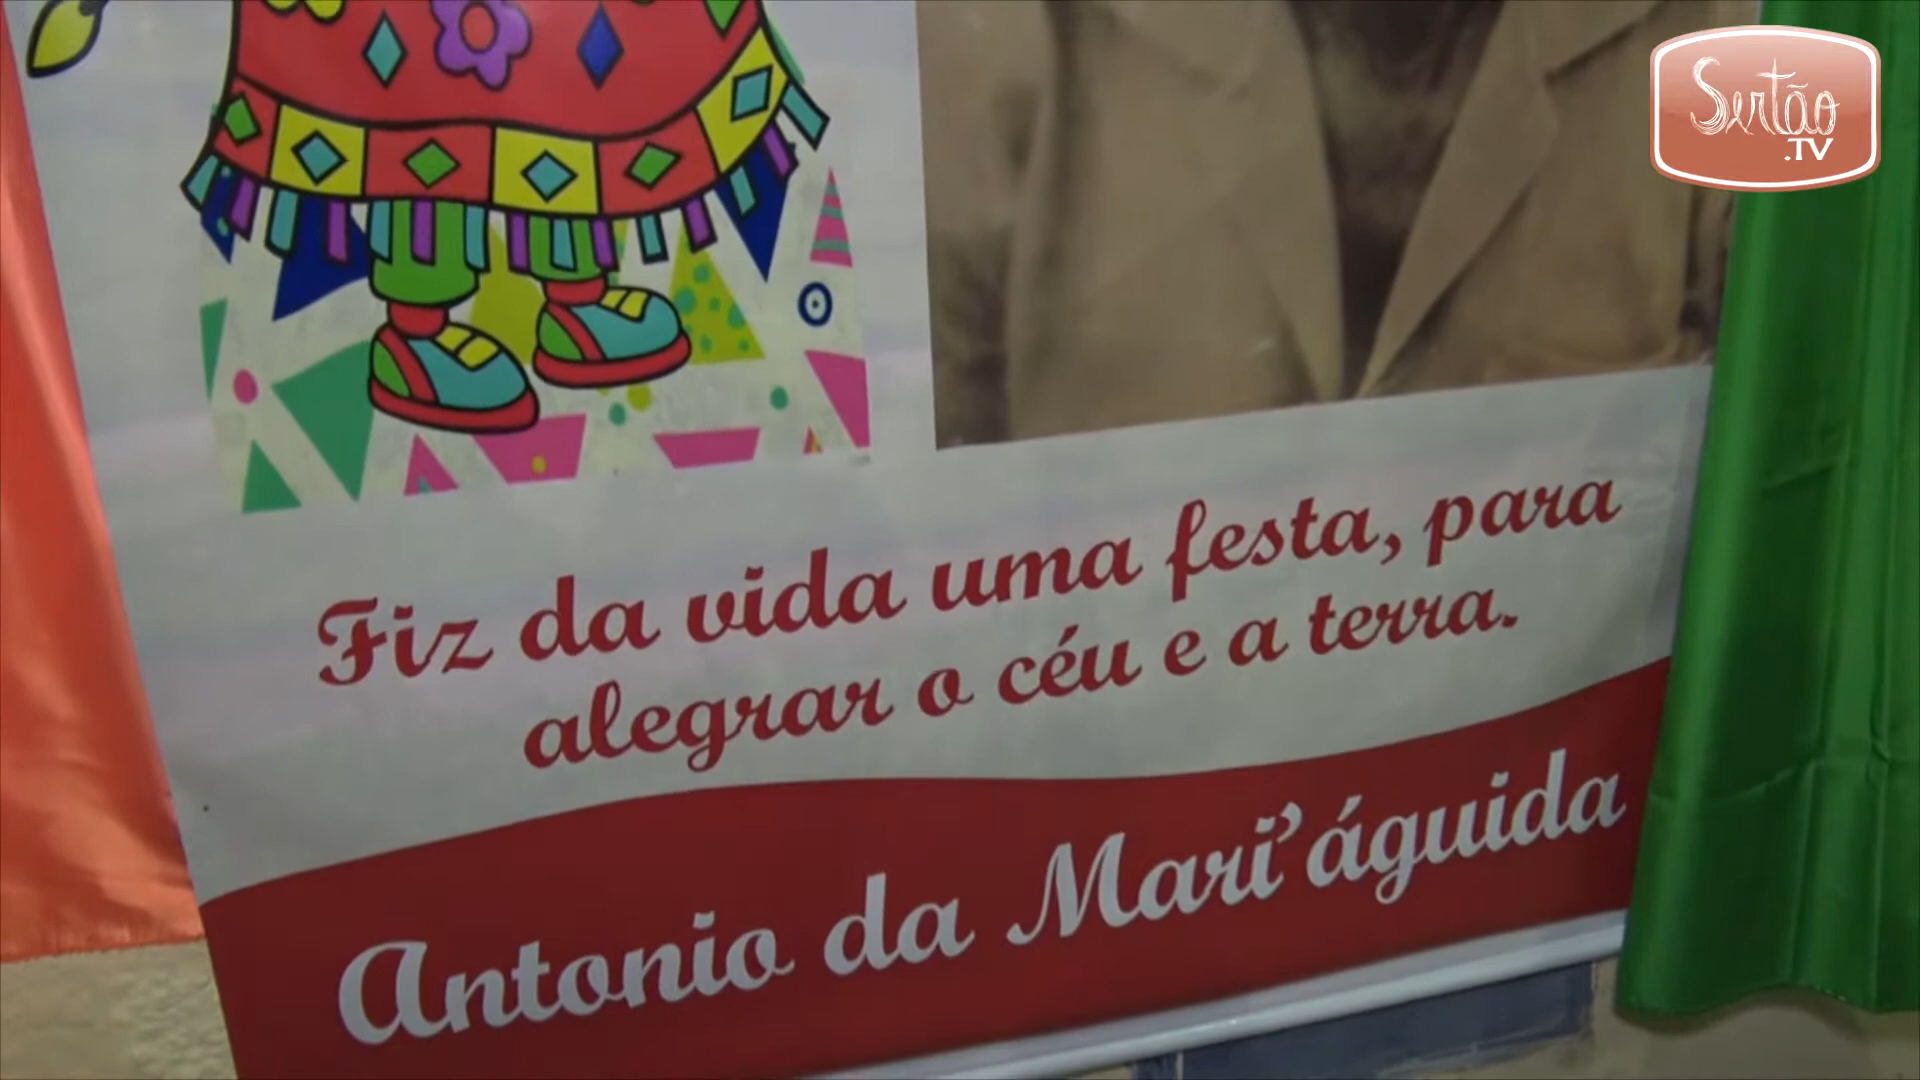 Sertão
.TV
Fiz da vida uma festa, para
alegrar o céu e a terra.
Antonio da Mari'águida